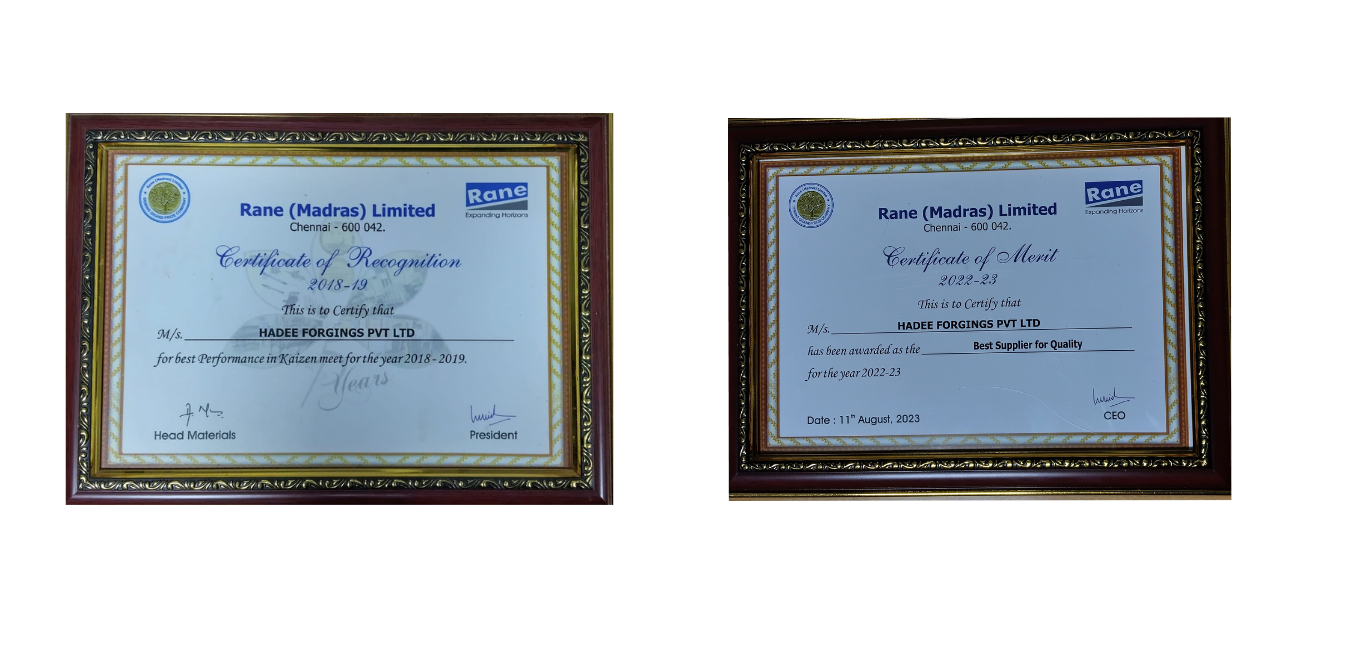 Rane
Expanding Horizons
Rane (Madras) Limited
Chennai - 600 042.
Certificate of Recognition
2018-19
This is to Certify that
M/s. HADEE FORGINGS PVT LTD
for best Performance in Kaizen meet for the year 2018 - 2019.
Years
Head Materials
President
Rane
Expanding Horizons
Rane (Madras) Limited
Chennai - 600 042.
Certificate of Merit
2022-23
This is to Certify that
M/s. HADEE FORGINGS PVT LTD
has been awarded as the Best Supplier for Quality
for the year 2022-23
CEO
Date : 11th August, 2023